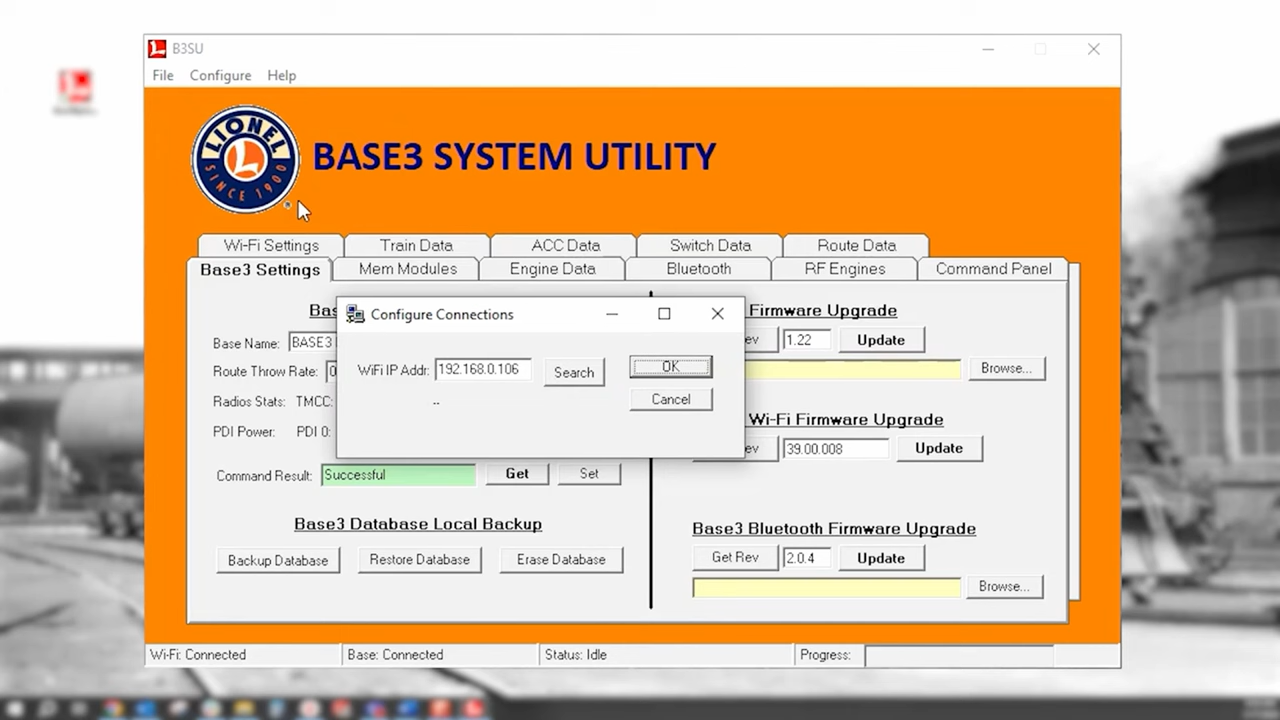 B3SU
File Configure Help
LIONEL
L
SINCE 1900
BASE3 SYSTEM UTILITY
Wi-Fi Settings Train Data ACC Data Switch Data Route Data
Base3 Settings Mem Modules Engine Data Bluetooth RF Engines Command Panel
Bas
Firmware Upgrade
Base Name: BASE3
ev 1.22 Update
Route Throw Rate:
Browse...
Radios Stats: TMCC:
PDI Power: PDI 0:
Wi-Fi Firmware Upgrade
ev 39.00.008 Update
Configure Connections
WiFi IP Addr: 192.168.0.106 Search OK
..
Cancel
Command Result: Successful Get Set
Base3 Database Local Backup
Backup Database Restore Database Erase Database
Base3 Bluetooth Firmware Upgrade
Get Rev 2.0.4 Update
Browse...
Wi-Fi: Connected Base: Connected Status: Idle Progress: